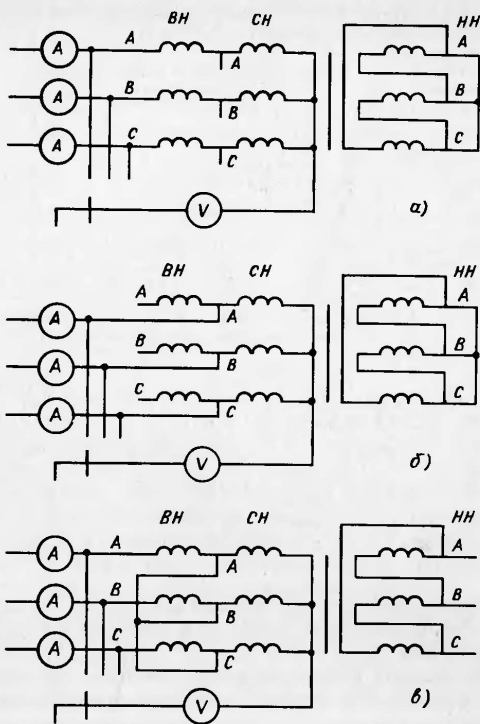 ВН СН НН
А А А
А
А В В
А С В
С С
V а)
ВН СН НН
А А
А А
В
А В В
С
А С С
V б)
ВН СН НН
А А А
А
А В В В
А С С С
V в)